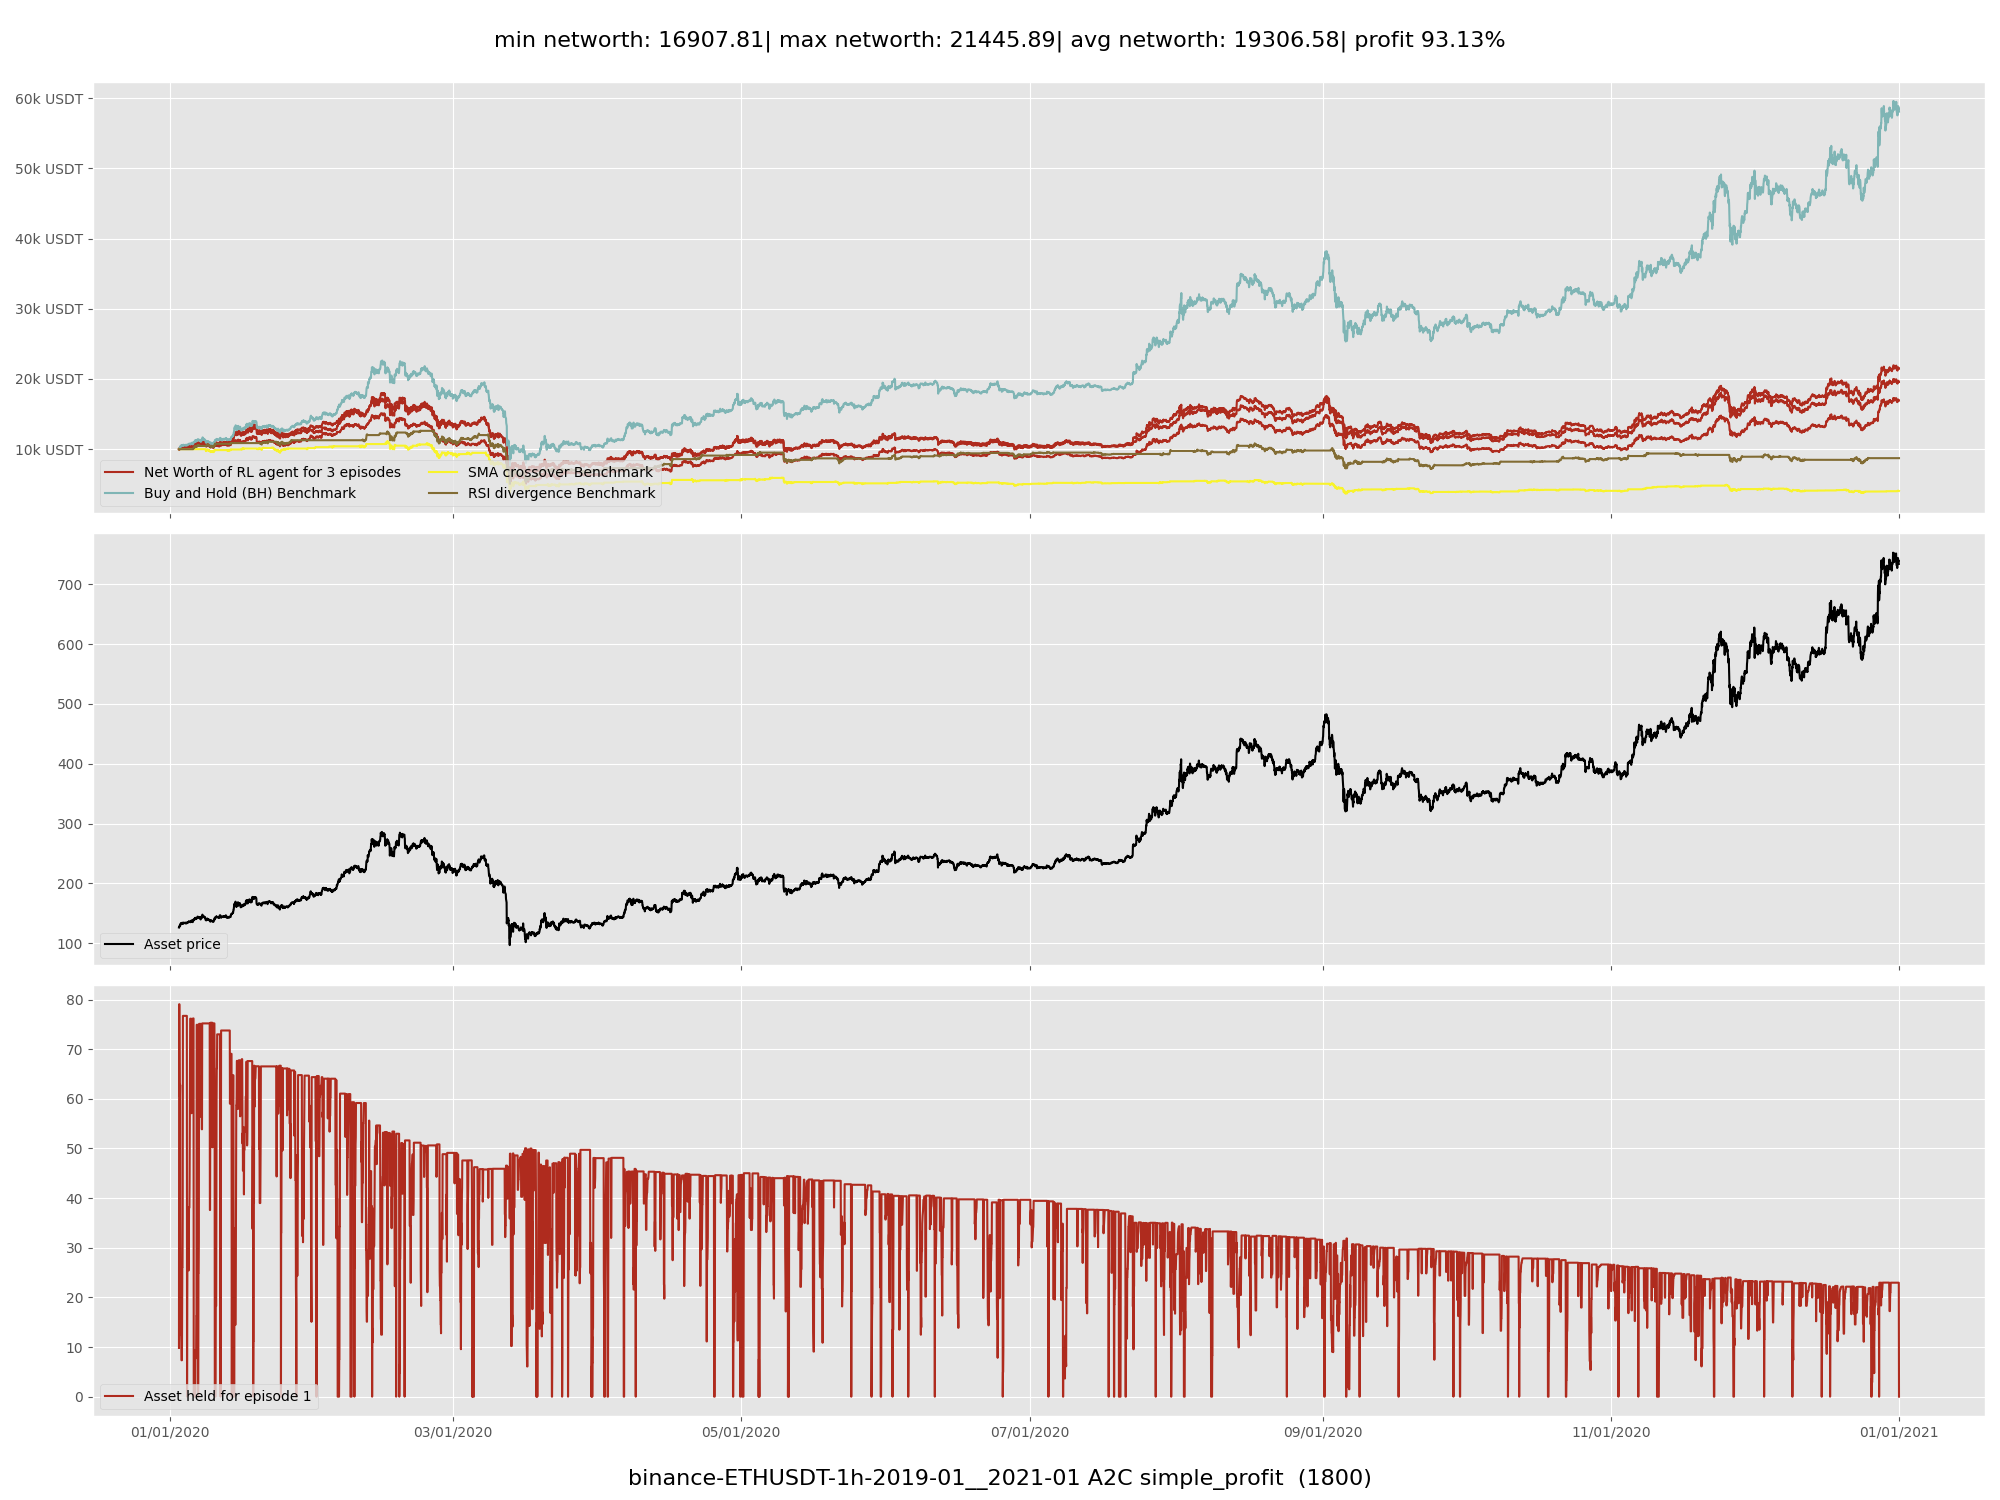 min networth: 16907.81| max networth: 21445.89| avg networth: 19306.58| profit 93.13%
60k USDT
50k USDT
40k USDT
30k USDT
20k USDT
10k USDT
Net Worth of RL agent for 3 episodes
Buy and Hold (BH) Benchmark
SMA crossover Benchmark
RSI divergence Benchmark
700
600
500
400
300
200
100
Asset price
80
70
60
50
40
30
20
10
0
Asset held for episode 1
01/01/2020
03/01/2020
05/01/2020
07/01/2020
09/01/2020
11/01/2020
01/01/2021
binance-ETHUSDT-1h-2019-01__2021-01 A2C simple_profit  (1800)